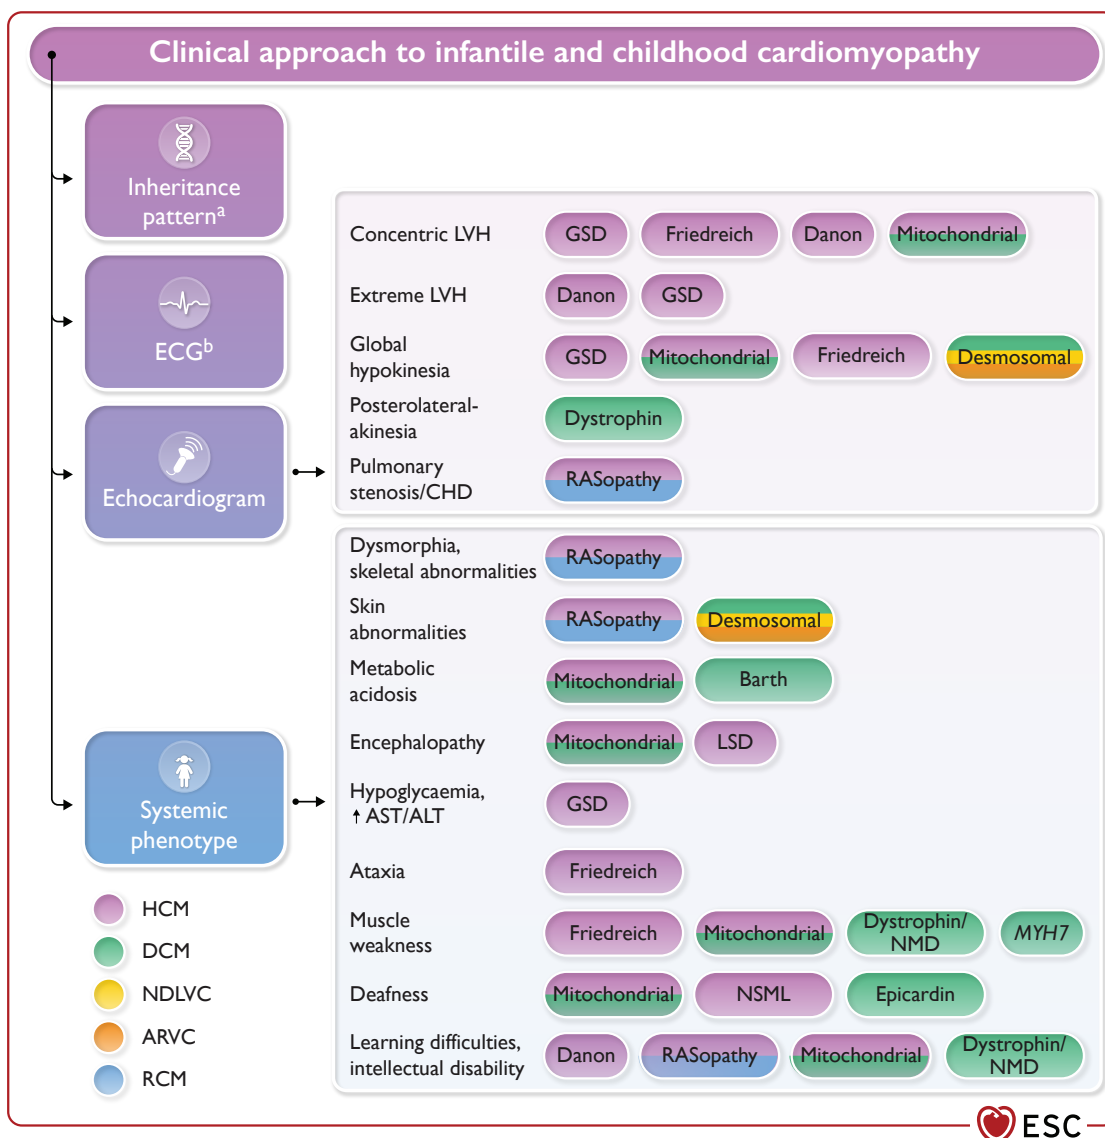 Clinical approach to infantile and childhood cardiomyopathy
Inheritance
patternᵃ
ECGᵇ
Echocardiogram
Concentric LVH
GSD
Friedreich
Danon
Mitochondrial
Extreme LVH
Danon
GSD
Global
hypokinesia
GSD
Mitochondrial
Friedreich
Desmosomal
Posterolateral-
akinesia
Dystrophin
Pulmonary
stenosis/CHD
RASopathy
Systemic
phenotype
Dysmorphia,
skeletal abnormalities
RASopathy
Skin
abnormalities
RASopathy
Desmosomal
Metabolic
acidosis
Mitochondrial
Barth
Encephalopathy
Mitochondrial
LSD
Hypoglycaemia,
↑ AST/ALT
GSD
Ataxia
Friedreich
Muscle
weakness
Friedreich
Mitochondrial
Dystrophin/
NMD
MYH7
Deafness
Mitochondrial
NSML
Epicardin
Learning difficulties,
intellectual disability
Danon
RASopathy
Mitochondrial
Dystrophin/
NMD
HCM
DCM
NDLVC
ARVC
RCM
ESC